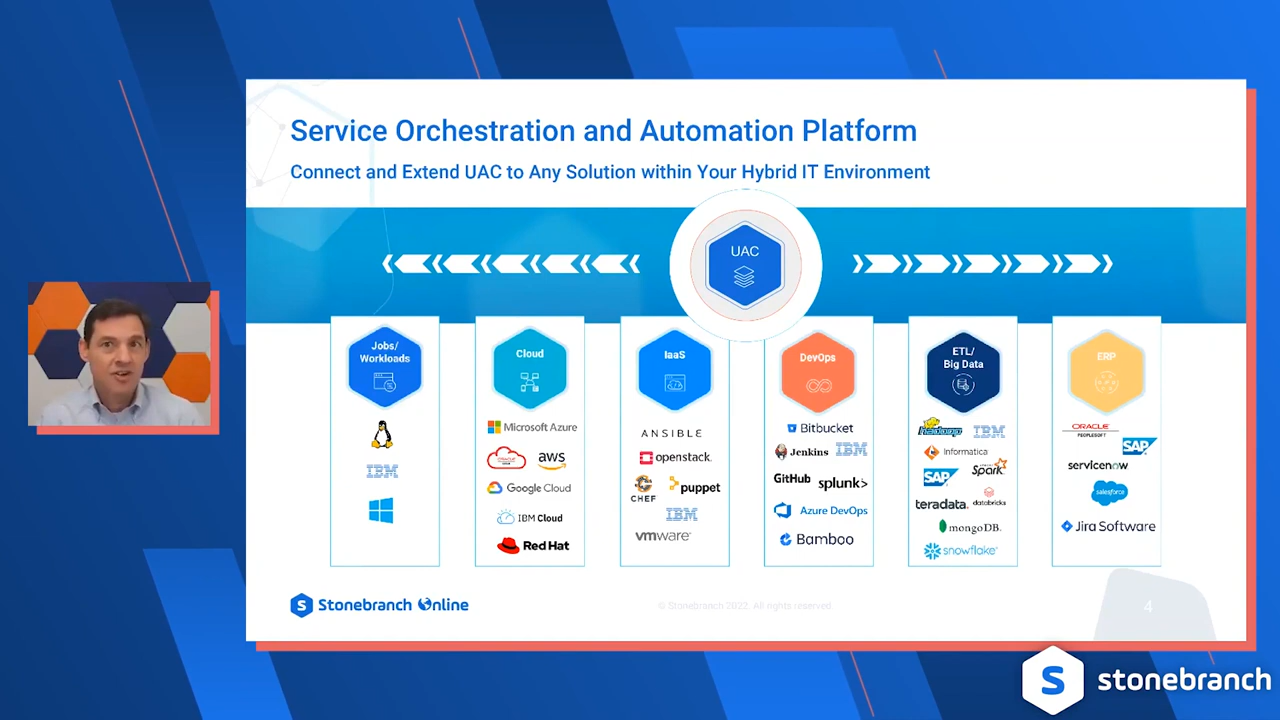 Service Orchestration and Automation Platform
Connect and Extend UAC to Any Solution within Your Hybrid IT Environment
UAC
Jobs/
Workloads
IBM
Cloud
Microsoft Azure
ORACLE
aws
Google Cloud
IBM Cloud
Red Hat
IaaS
ANSIBLE
openstack.
CHEF
puppet
IBM
vmware
DevOps
Bitbucket
Jenkins
IBM
GitHub
splunk>
Azure DevOps
Bamboo
ETL/
Big Data
hadoop
IBM
Informatica
SAP
Spark
teradata.
databricks
mongoDB.
snowflake
ERP
ORACLE
PEOPLESOFT
SAP
servicenow
salesforce
Jira Software
S Stonebranch Online
© Stonebranch 2022. All rights reserved
4
S stonebranch